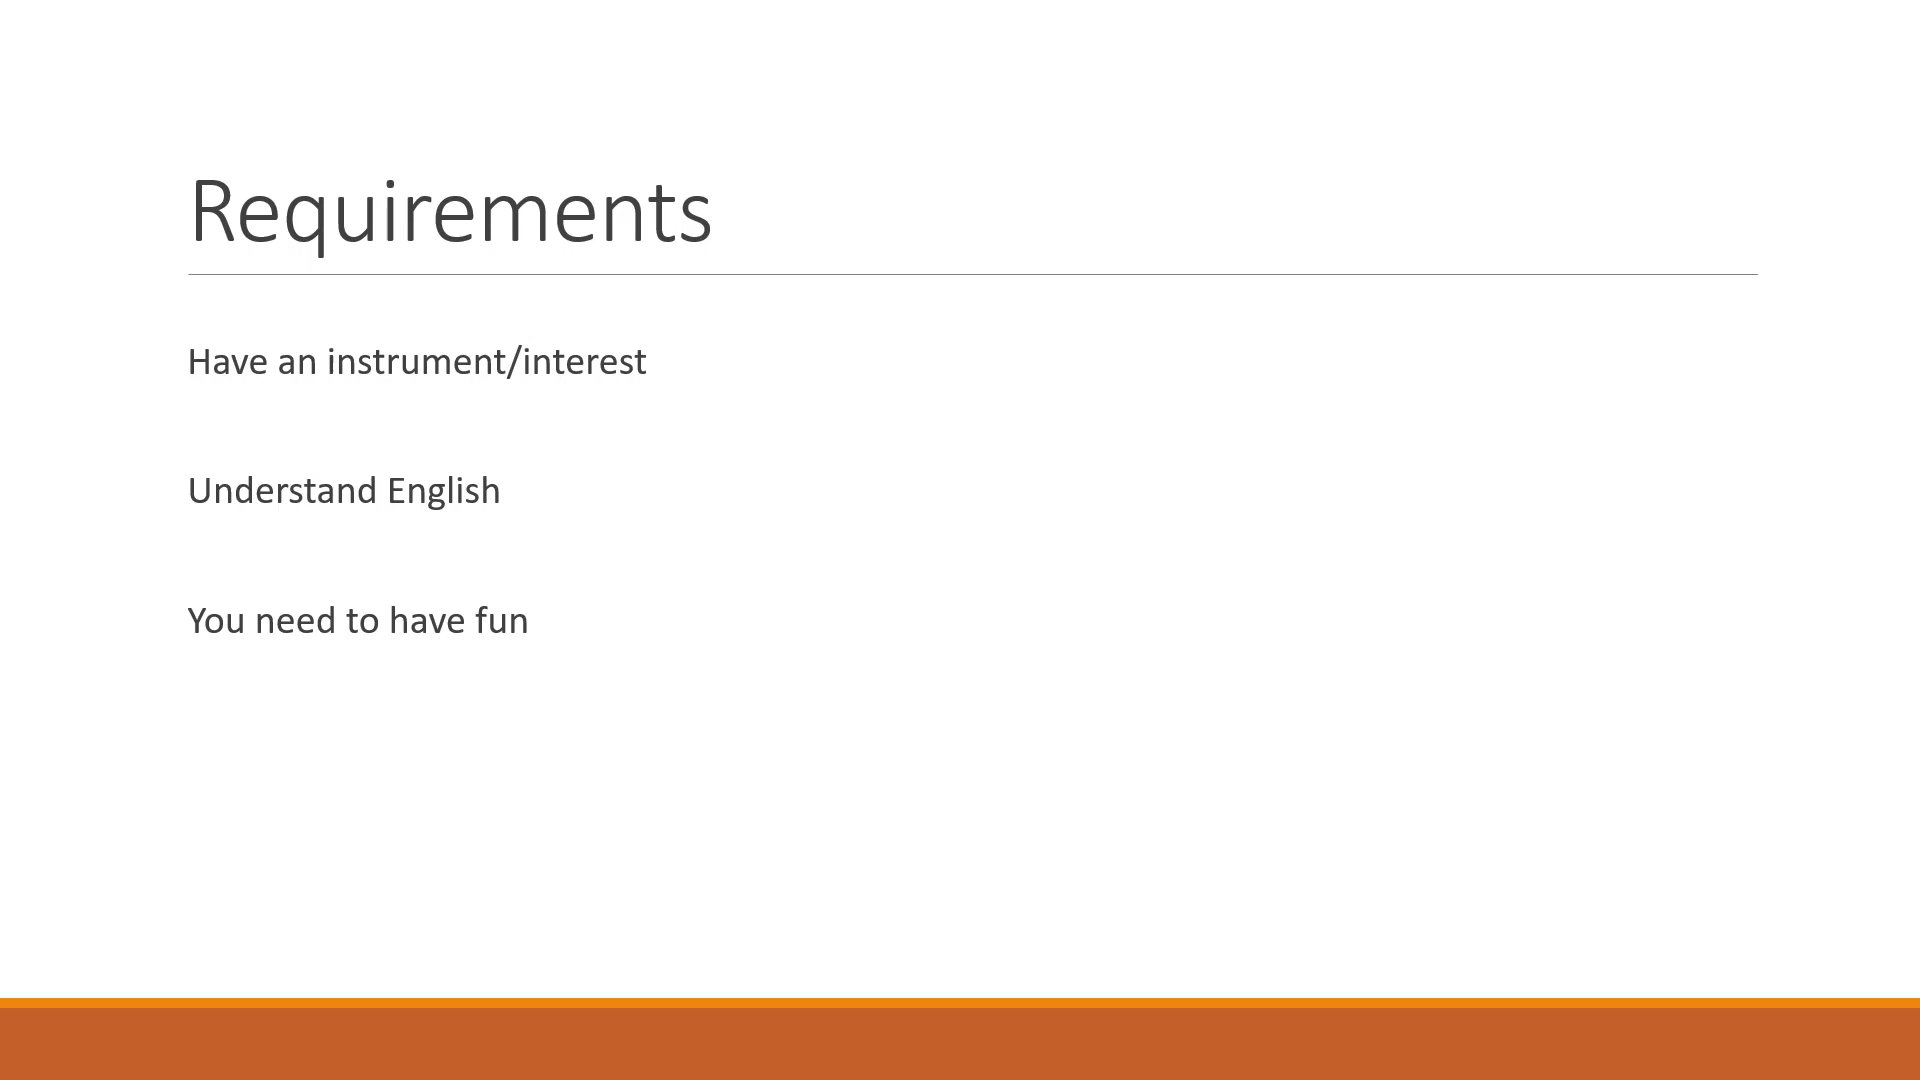 Requirements
Have an instrument/interest
Understand English
You need to have fun